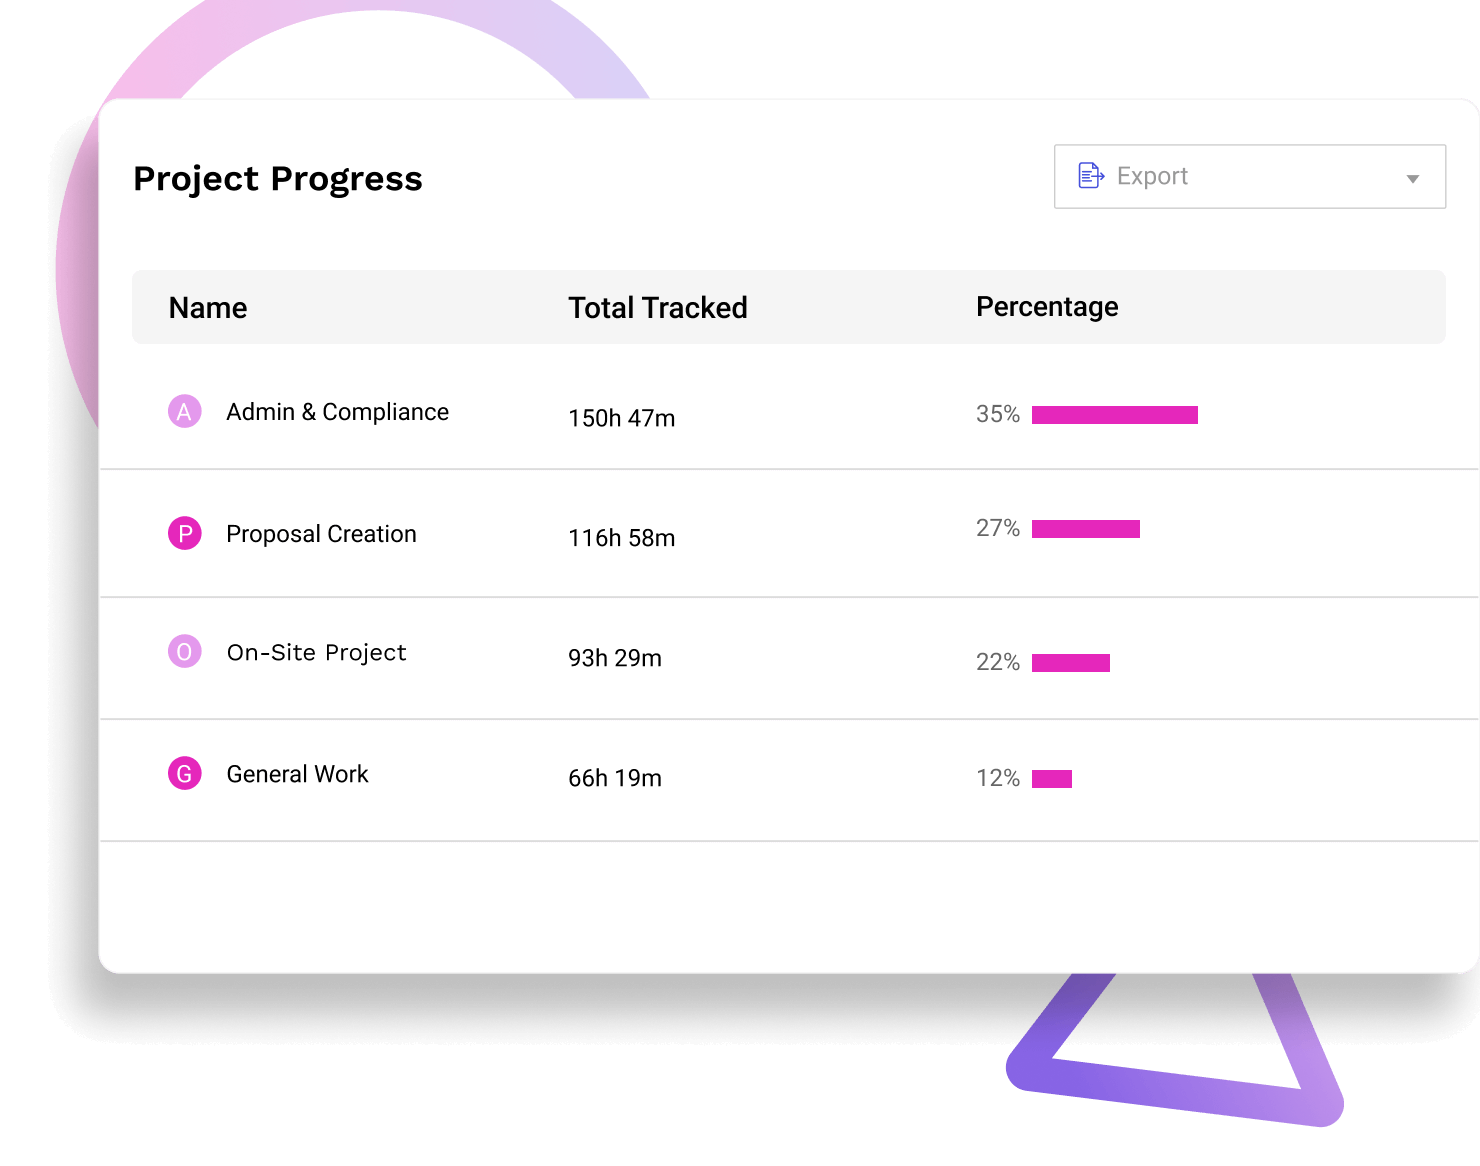 Project Progress
Export
Name Total Tracked Percentage
A Admin & Compliance 150h 47m 35%
P Proposal Creation 116h 58m 27%
O On-Site Project 93h 29m 22%
G General Work 66h 19m 12%